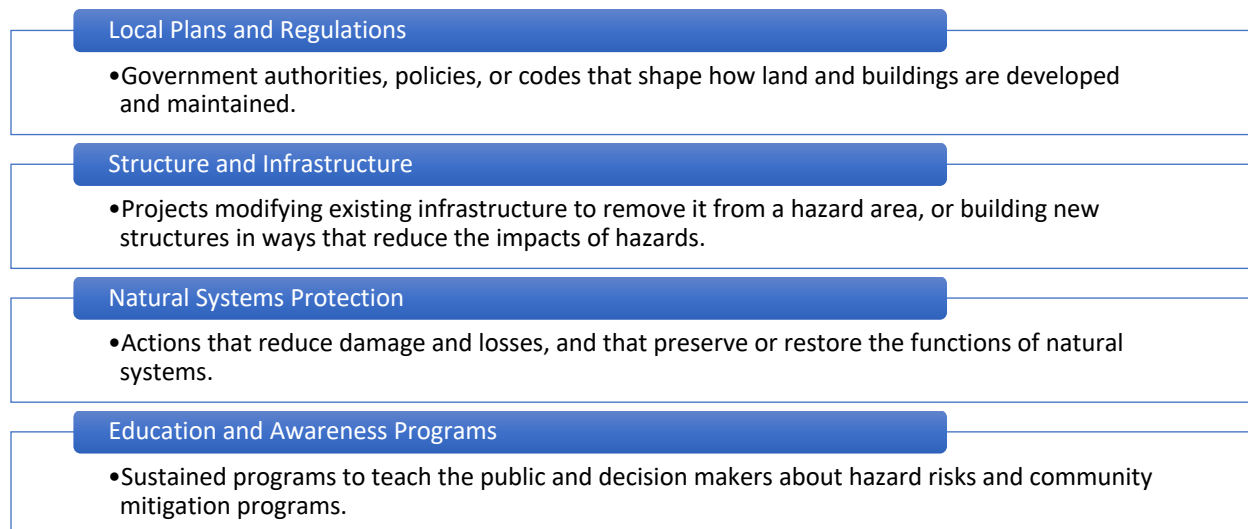 Local Plans and Regulations
•Government authorities, policies, or codes that shape how land and buildings are developed
and maintained.
Structure and Infrastructure
•Projects modifying existing infrastructure to remove it from a hazard area, or building new
structures in ways that reduce the impacts of hazards.
Natural Systems Protection
•Actions that reduce damage and losses, and that preserve or restore the functions of natural
systems.
Education and Awareness Programs
•Sustained programs to teach the public and decision makers about hazard risks and community
mitigation programs.